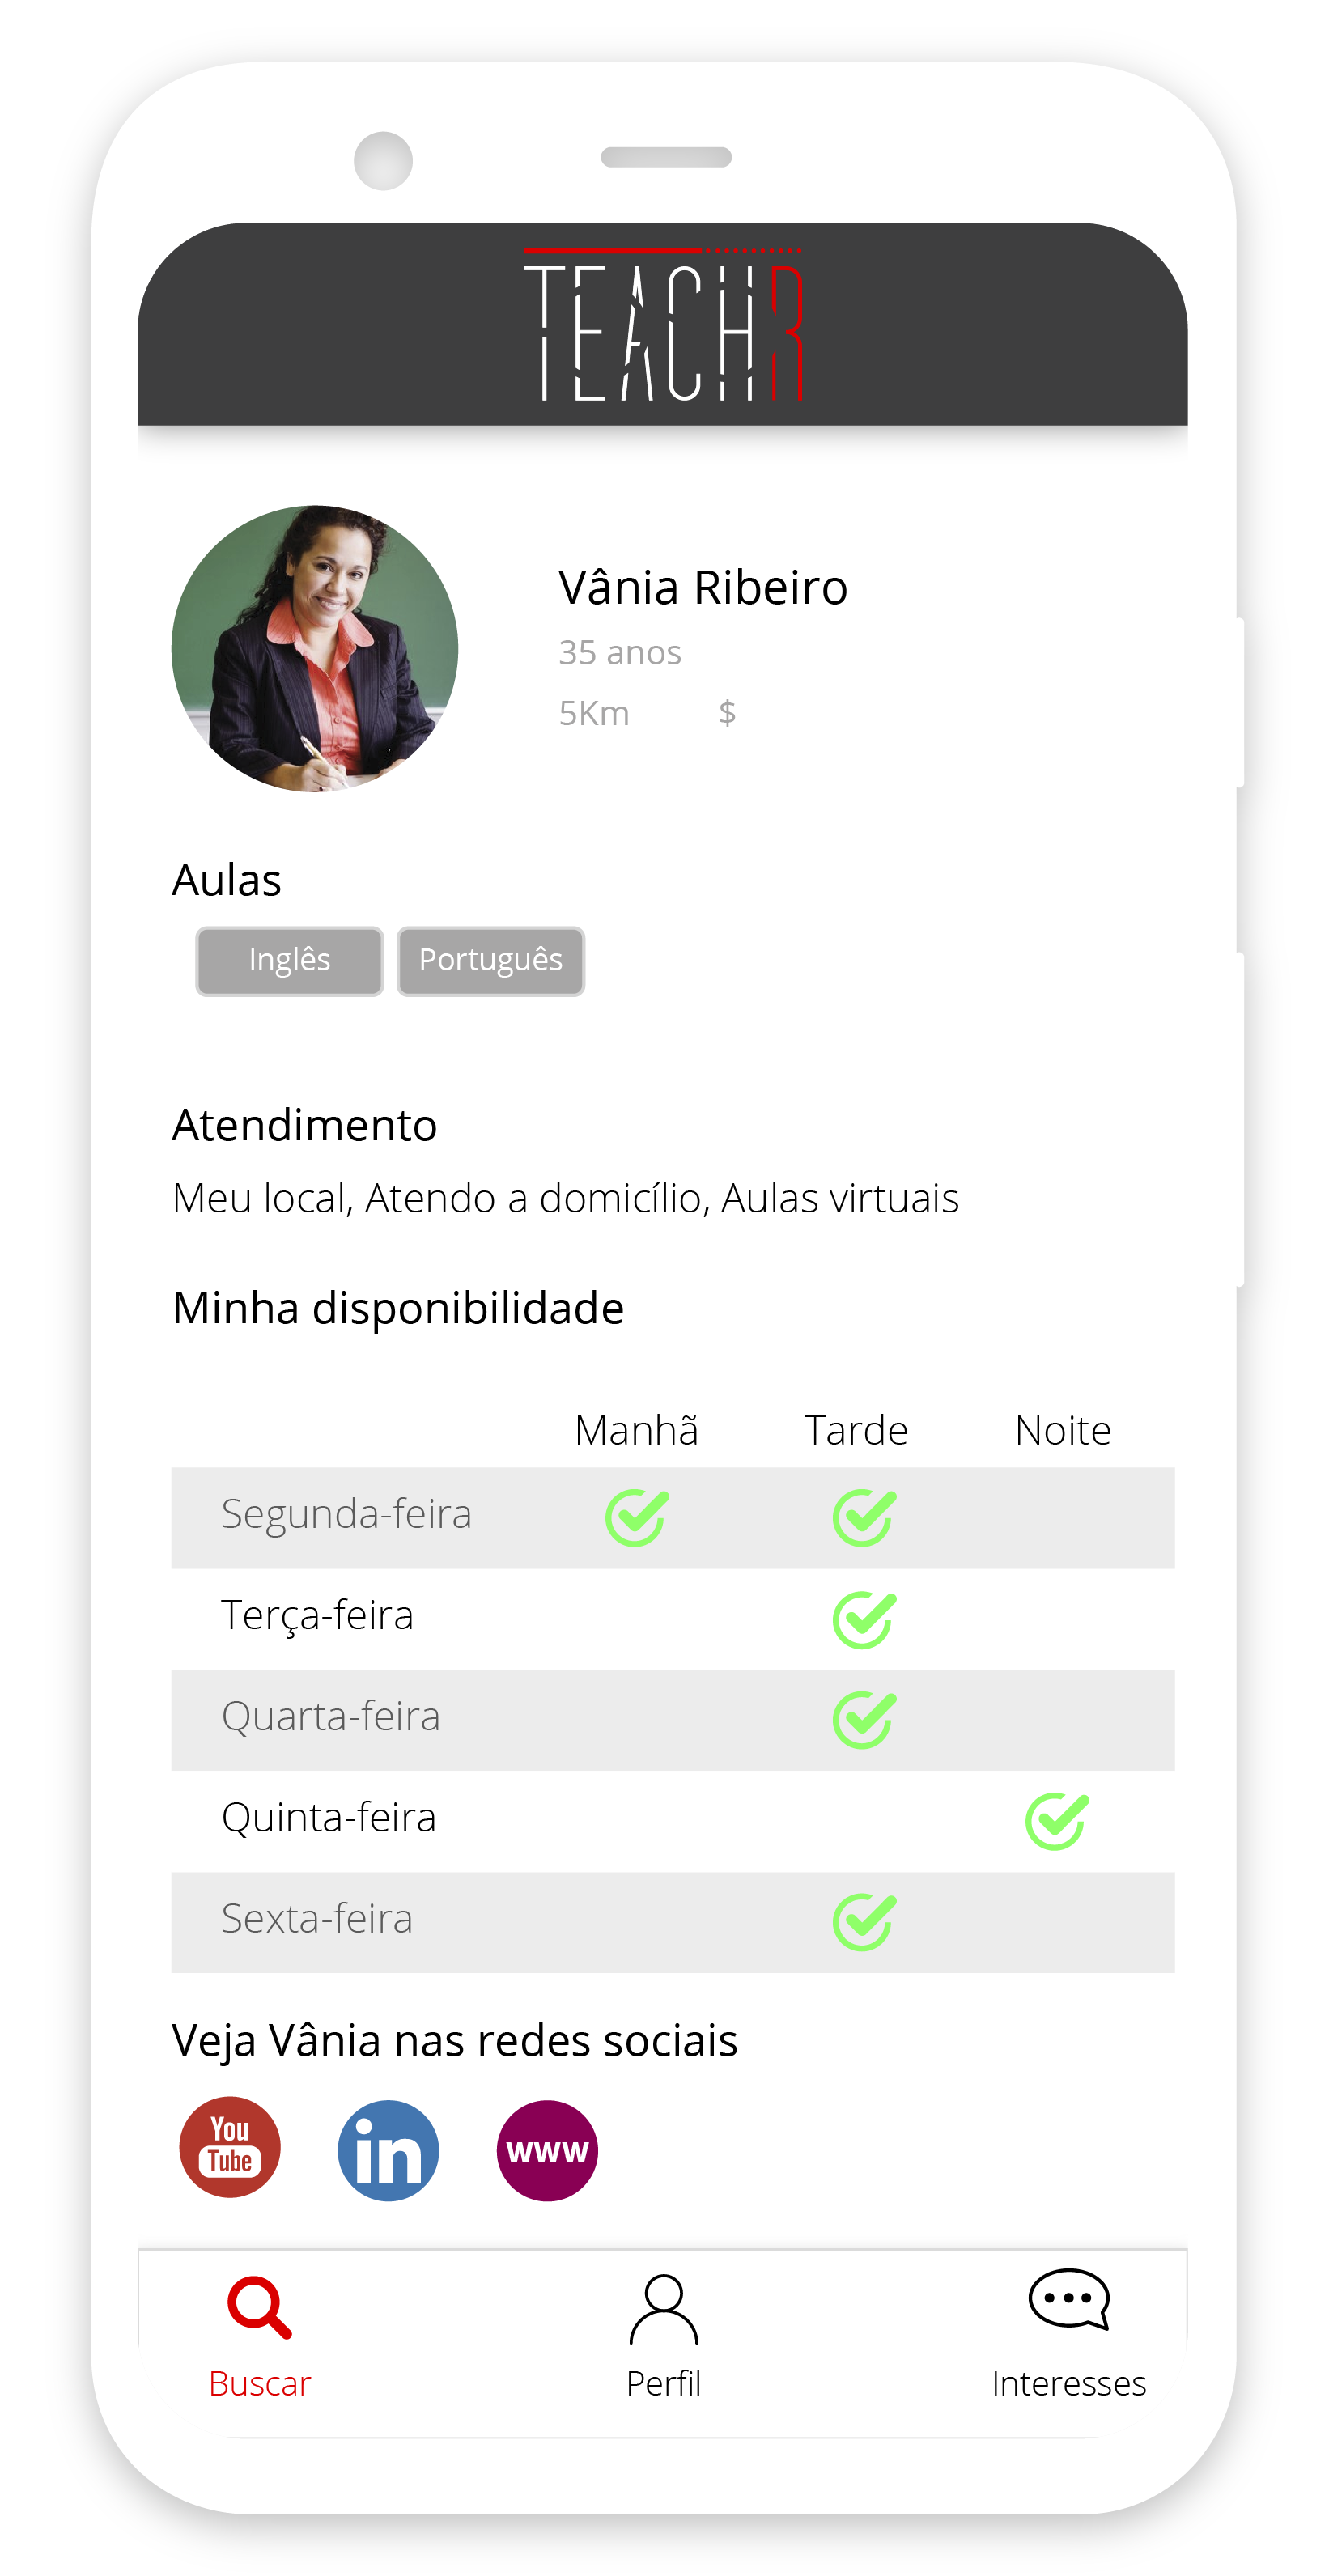 TEACHR
Vânia Ribeiro
35 anos
5Km $
Aulas
Inglês Português
Atendimento
Meu local, Atendo a domicílio, Aulas virtuais
Minha disponibilidade
Manhã Tarde Noite
Segunda-feira
Terça-feira
Quarta-feira
Quinta-feira
Sexta-feira
Veja Vânia nas redes sociais
You
Tube in www
Buscar Perfil Interesses